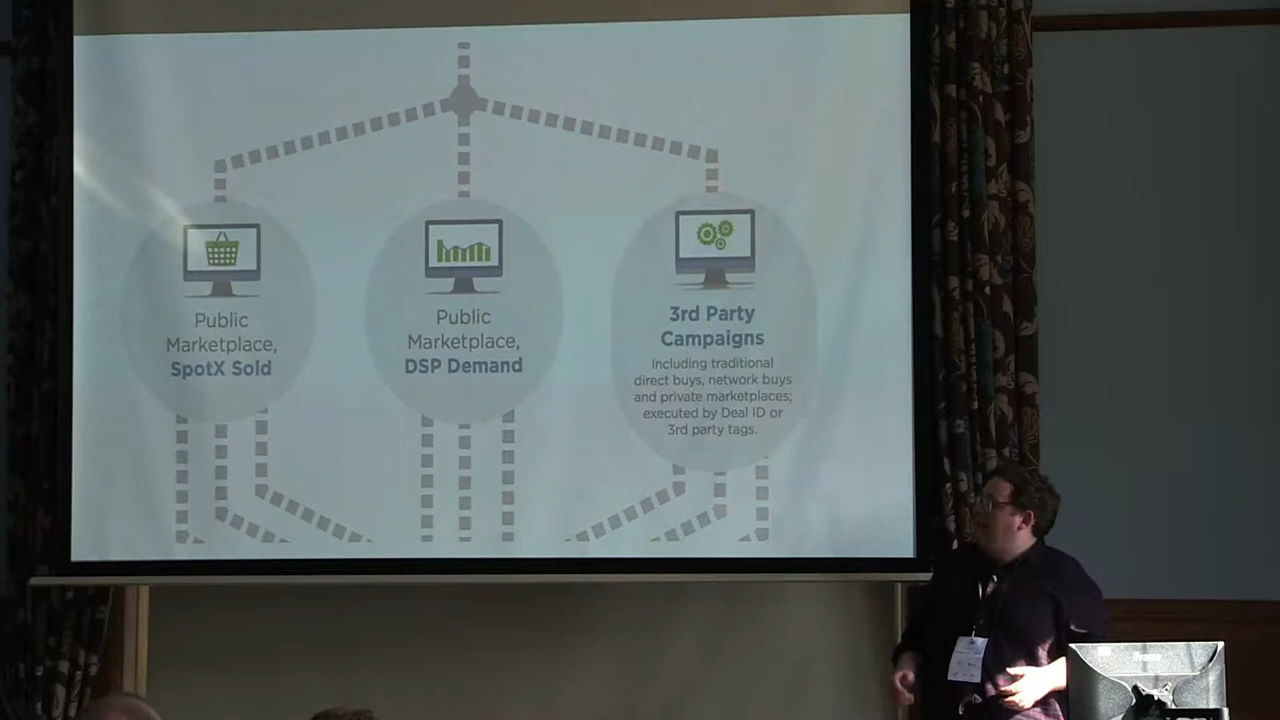 Public
Marketplace,
SpotX Sold
Public
Marketplace,
DSP Demand
3rd Party
Campaigns
Including traditional
direct buys, network buys
and private marketplaces;
executed by Deal ID or
3rd party tags.